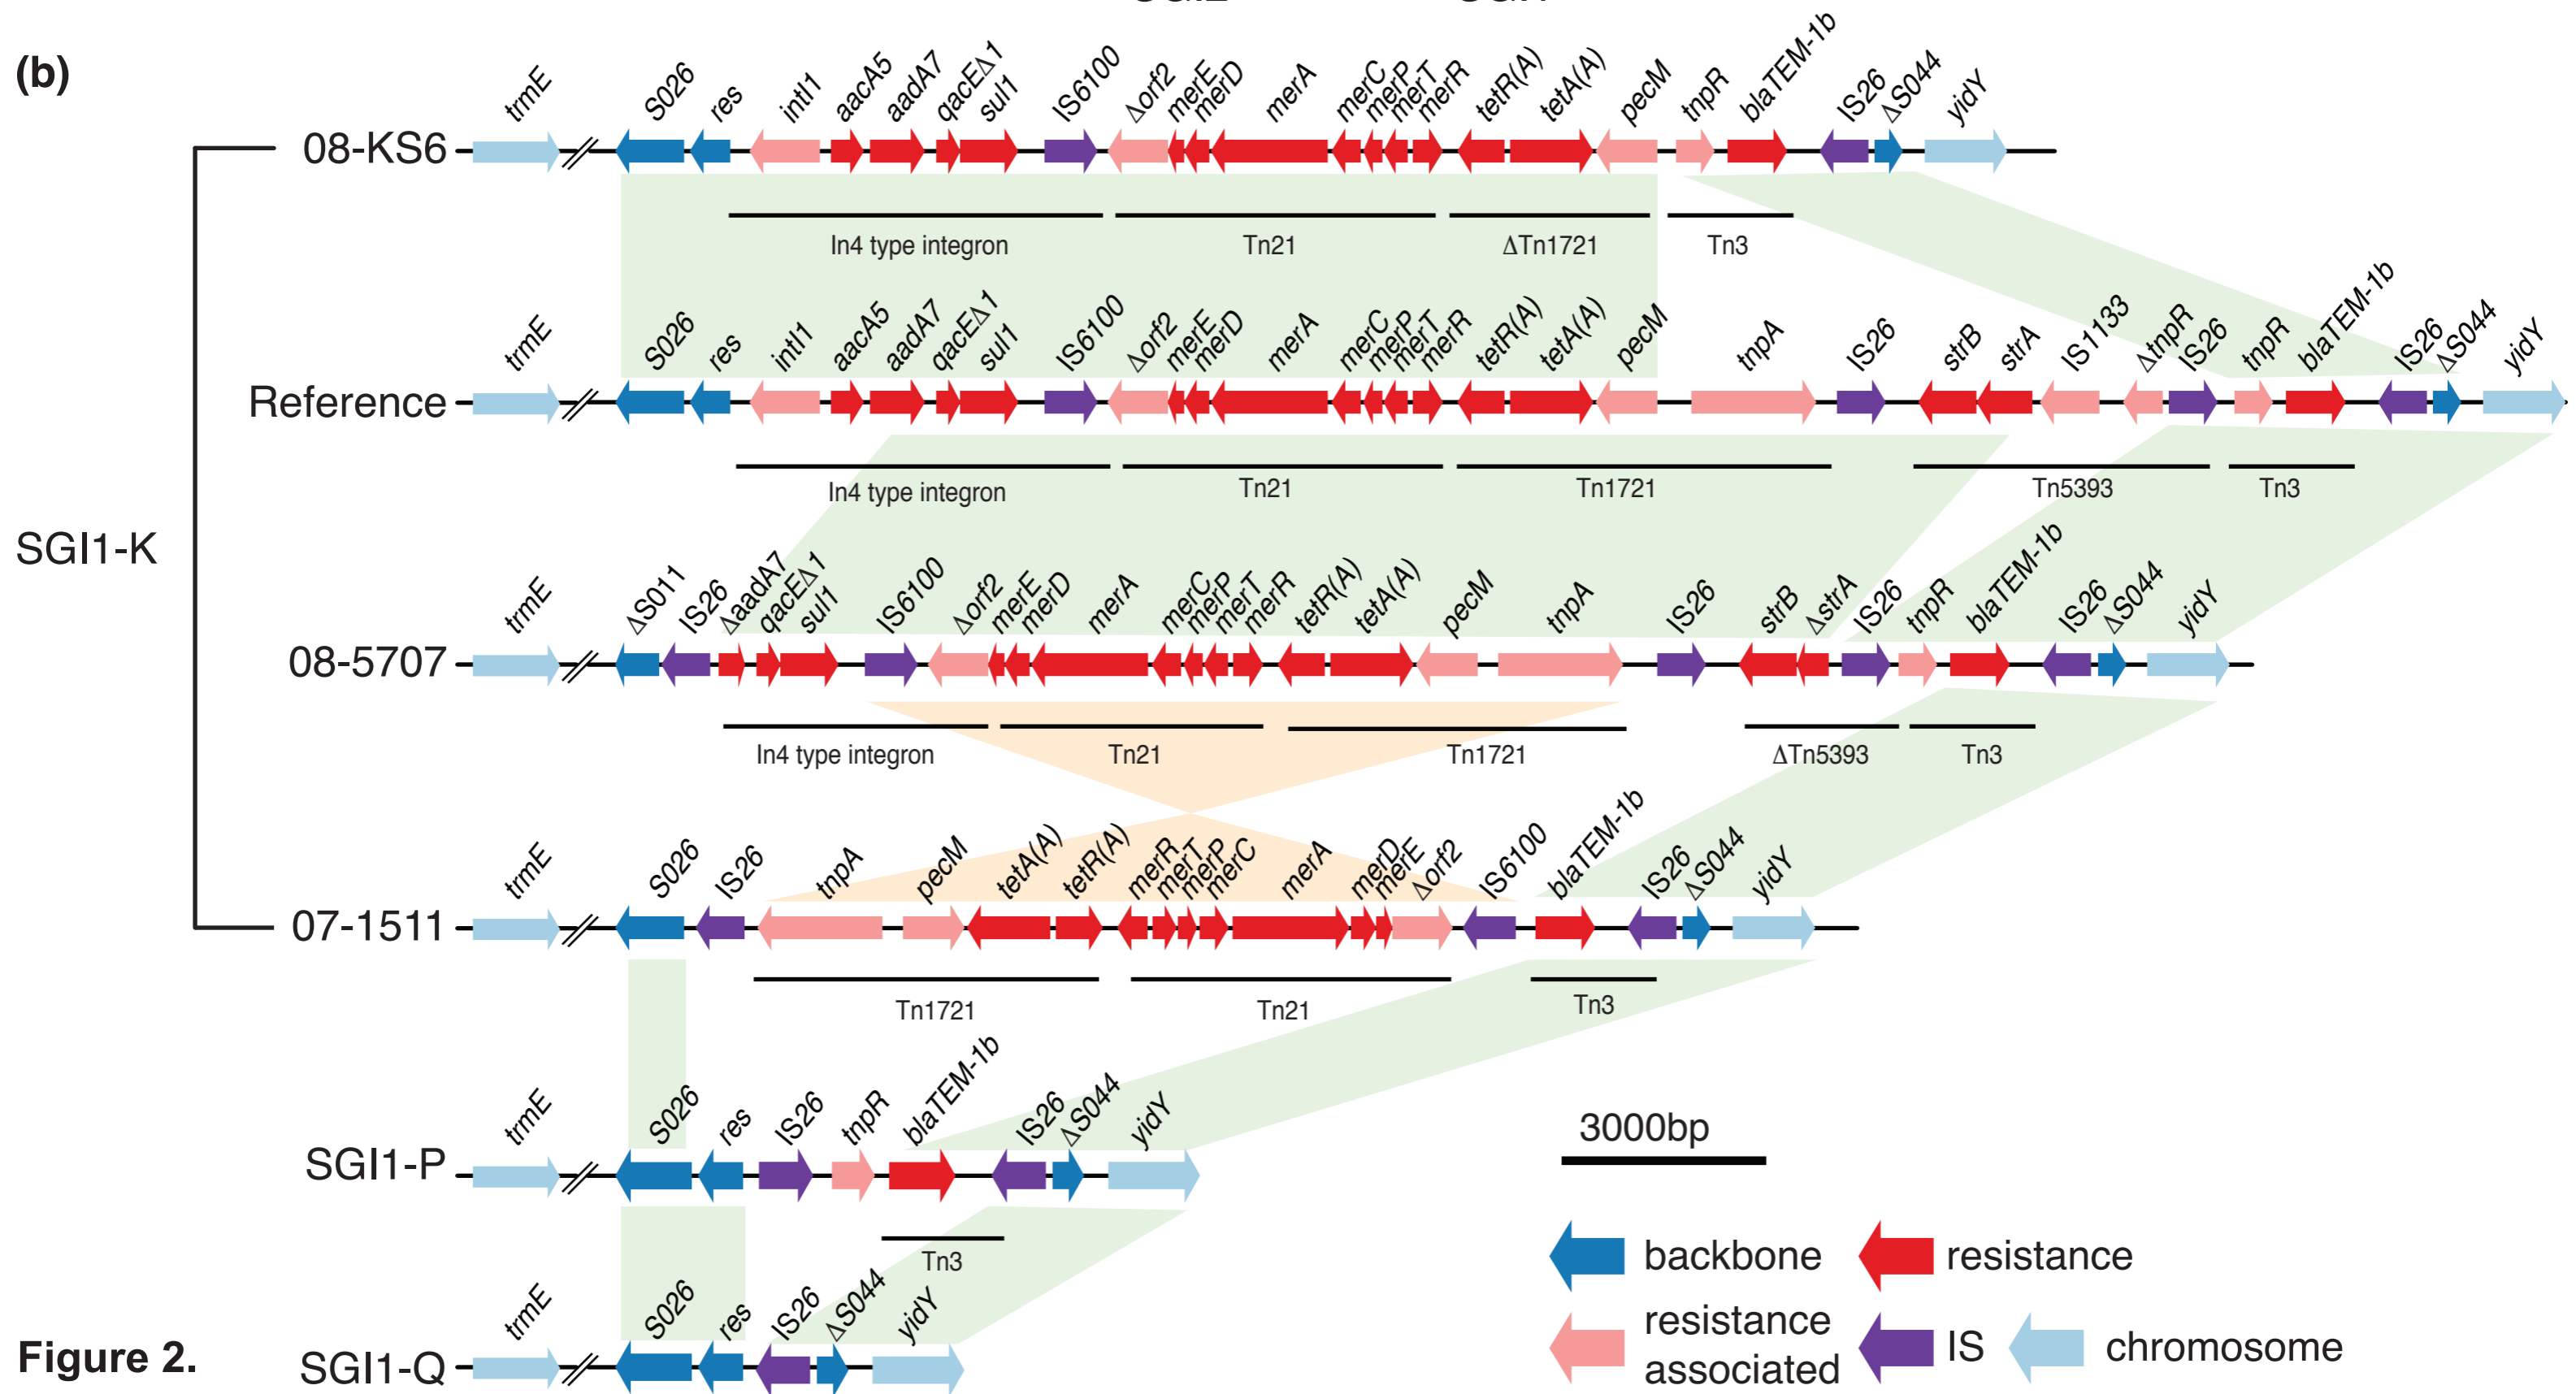 (b)
trmE S026 res intI1 aacA5 aadA7 qacEΔ1 sul1 IS6100 Δorf2 merE merD merA merC merP merT merR tetR(A) tetA(A) pecM tnpR blaTEM-1b IS26 ΔS044 yidY
08-KS6
In4 type integron Tn21 ΔTn1721 Tn3
trmE S026 res intI1 aacA5 aadA7 qacEΔ1 sul1 IS6100 Δorf2 merE merD merA merC merP merT merR tetR(A) tetA(A) pecM tnpA IS26 strB strA IS1133 ΔtnpR IS26 tnpR blaTEM-1b IS26 ΔS044 yidY
Reference
In4 type integron Tn21 Tn1721 Tn5393 Tn3
SGI1-K
trmE ΔS011 IS26 ΔaadA7 qacEΔ1 sul1 IS6100 Δorf2 merE merD merA merC merP merT merR tetR(A) tetA(A) pecM tnpA IS26 strB ΔstrA IS26 tnpR blaTEM-1b IS26 ΔS044 yidY
08-5707
In4 type integron Tn21 Tn1721 ΔTn5393 Tn3
trmE S026 IS26 tnpA pecM tetA(A) tetR(A) merR merT merP merC merA merD merE Δorf2 IS6100 blaTEM-1b IS26 ΔS044 yidY
07-1511
Tn1721 Tn21 Tn3
trmE S026 res IS26 tnpR blaTEM-1b IS26 ΔS044 yidY
SGI1-P
Tn3
trmE S026 res IS26 ΔS044 yidY
SGI1-Q
3000bp
backbone resistance
resistance
associated IS chromosome
Figure 2.